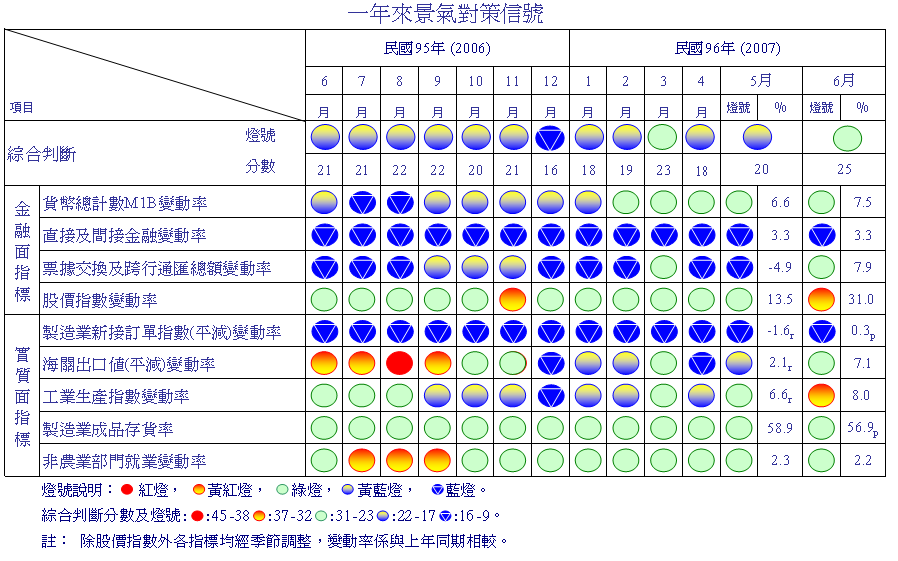 一年來景氣對策信號
民國95年 (2006) 民國96年 (2007)
6 7 8 9 10 11 12 1 2 3 4 5月 6月
項目 月 月 月 月 月 月 月 月 月 月 月 燈號 % 燈號 %
綜合判斷 燈號
分數 21 21 22 22 21 21 16 18 19 23 18 20 25
金融面指標
貨幣總計數M1B變動率 6.6 7.5
直接及間接金融變動率 3.3 3.3
票據交換及跨行通匯總額變動率 -4.9 7.9
股價指數變動率 13.5 31.0
實質面指標
製造業新接訂單指數(平減)變動率 -1.6r 0.3p
海關出口值(平減)變動率 2.1r 7.1
工業生產指數變動率 6.6r 8.0
製造業成品存貨率 58.9 56.9p
非農業部門就業變動率 2.3 2.2
燈號說明： 紅燈， 黃紅燈， 綠燈， 黃藍燈， 藍燈。
綜合判斷分數及燈號: :45-38 :37-32 :31-23 :22-17 :16-9。
註： 除股價指數外各指標均經季節調整，變動率係與上年同期相較。